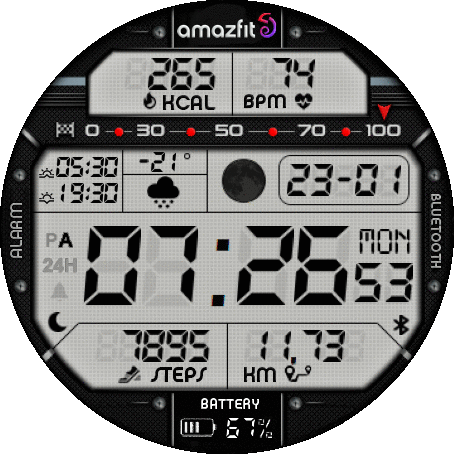 amazfit
265 74
KCAL BPM
0 30 50 70 100
05:30 -21°
19:30 23-01
ALARM
BLUETOOTH
PA 07:26 MON
24H 53
7895 11,73
STEPS KM
BATTERY
67%